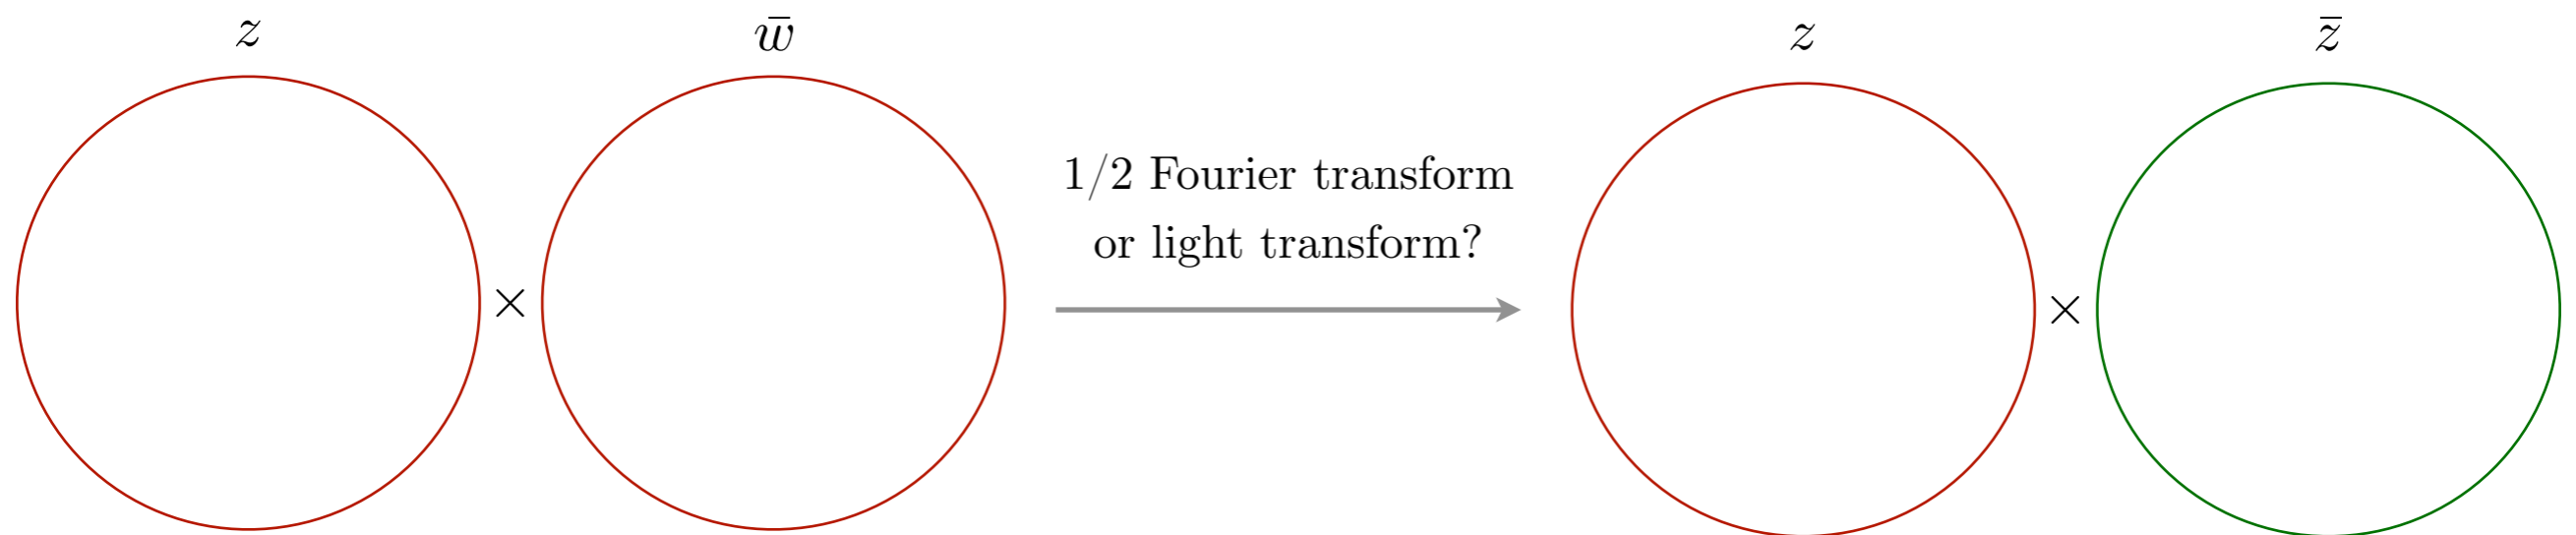 z w̄ z z̄
1/2 Fourier transform
or light transform?
× ×